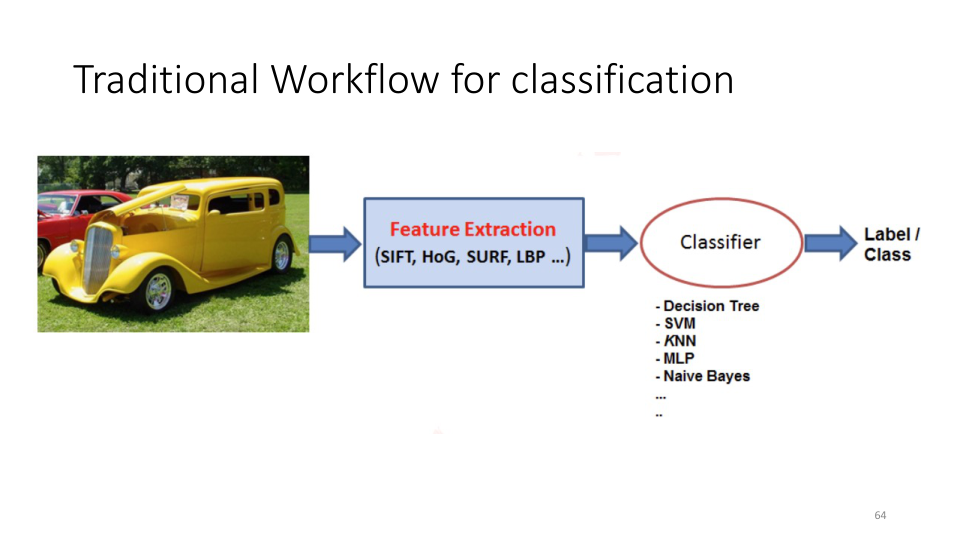 Traditional Workflow for classification
Feature Extraction
(SIFT, HoG, SURF, LBP ...)
Classifier
Label /
Class
- Decision Tree
- SVM
- KNN
- MLP
- Naive Bayes
...
..
64